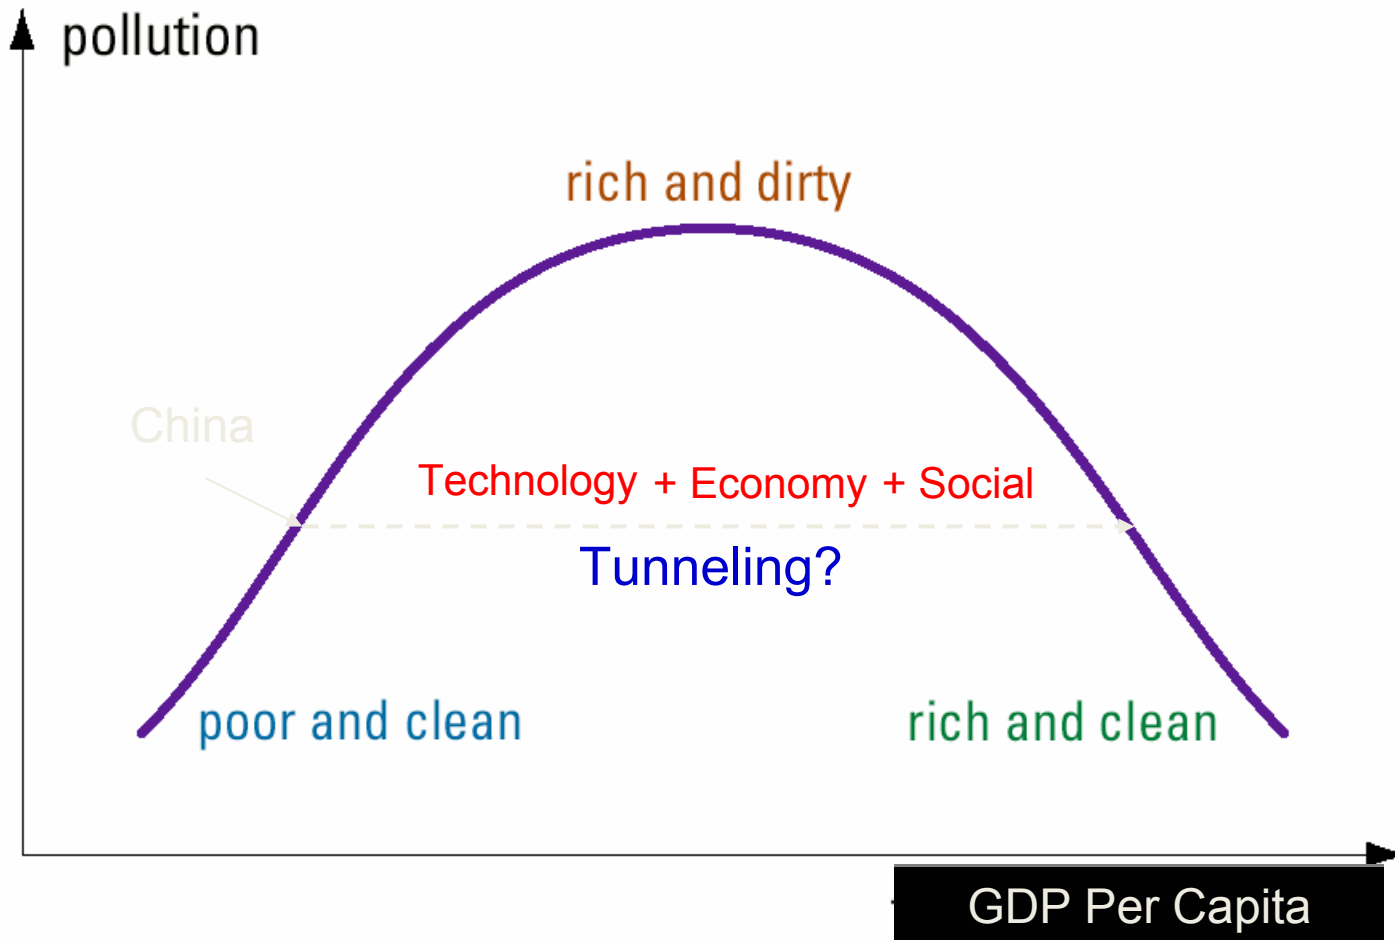 pollution
rich and dirty
China
Technology + Economy + Social
Tunneling?
poor and clean
rich and clean
GDP Per Capita